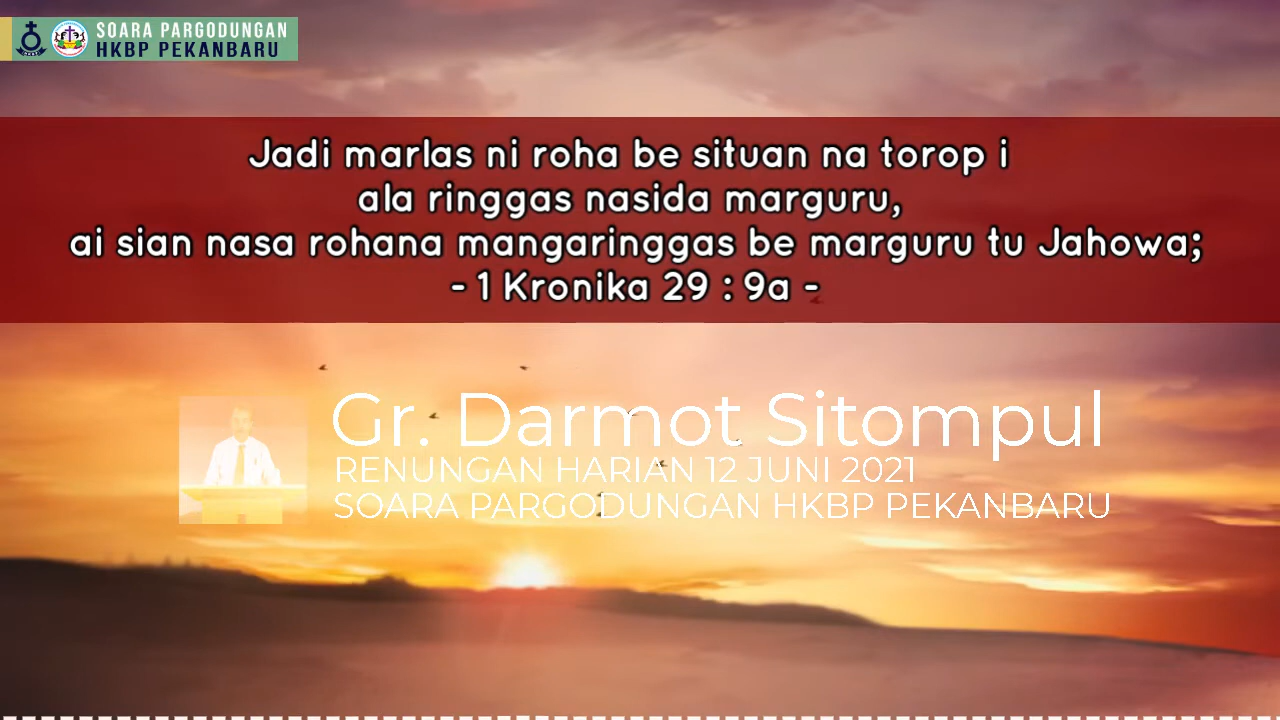 SOARA PARGODUNGAN
HKBP PEKANBARU
Jadi marlas ni roha be situan na torop i
ala ringgas nasida marguru,
ai sian nasa rohana mangaringgas be marguru tu Jahowa;
- 1 Kronika 29 : 9a -
Gr. Darmot Sitompul
RENUNGAN HARIAN 12 JUNI 2021
SOARA PARGODUNGAN HKBP PEKANBARU